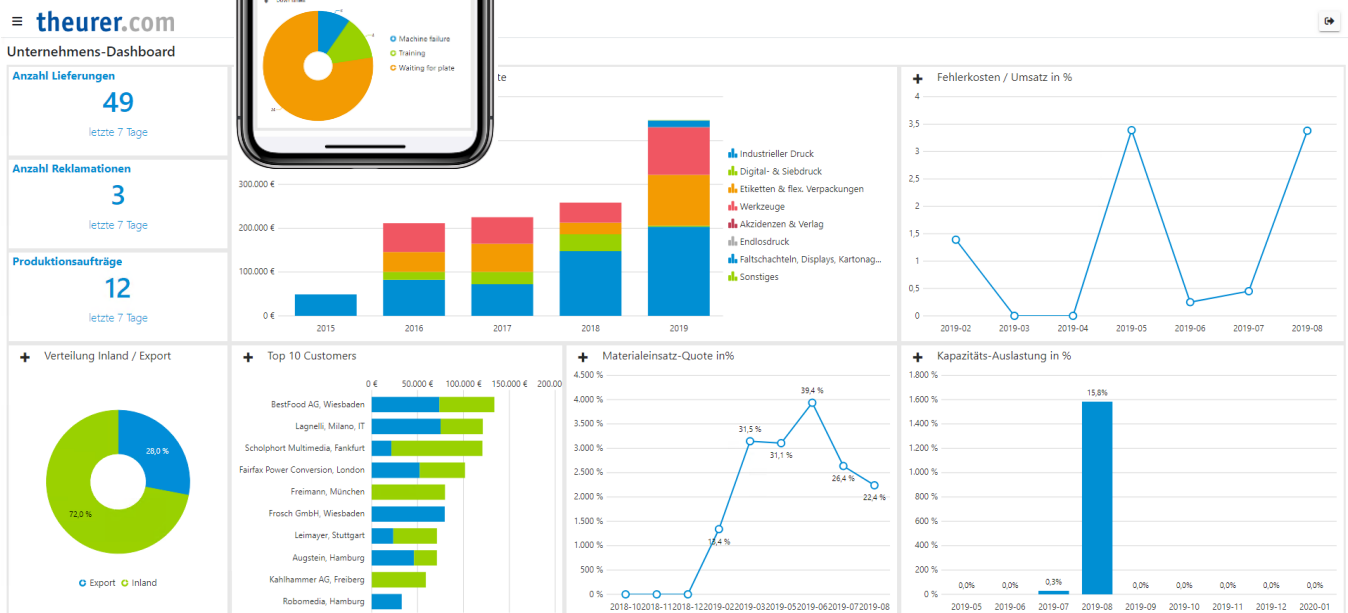 theurer.com
Unternehmens-Dashboard
Machine failure
Training
Waiting for plate
Anzahl Lieferungen
49
letzte 7 Tage
Anzahl Reklamationen
3
letzte 7 Tage
Produktionsaufträge
12
letzte 7 Tage
te
300.000 €
200.000 €
100.000 €
0 €
2015 2016 2017 2018 2019
Industrieller Druck
Digital- & Siebdruck
Etiketten & flex. Verpackungen
Werkzeuge
Akzidenzen & Verlag
Endlosdruck
Faltschachteln, Displays, Kartonag...
Sonstiges
Fehlerkosten / Umsatz in %
4
3,5
3
2,5
2
1,5
1
0,5
0
2019-02 2019-03 2019-04 2019-05 2019-06 2019-07 2019-08
Verteilung Inland / Export
28,0 %
72,0 %
Export Inland
Top 10 Customers
0 € 50.000 € 100.000 € 150.000 € 200.00
BestFood AG, Wiesbaden
Lagnelli, Milano, IT
Scholphort Multimedia, Fankfurt
Fairfax Power Conversion, London
Freimann, München
Frosch GmbH, Wiesbaden
Leimayer, Stuttgart
Augstein, Hamburg
Kahlhammer AG, Freiberg
Robomedia, Hamburg
Materialeinsatz-Quote in%
4.500 %
4.000 %
3.500 %
3.000 %
2.500 %
2.000 %
1.500 %
1.000 %
500 %
0 %
13,4 %
31,5 %
31,1 %
39,4 %
26,4 %
22,4 %
2018-10 2018-11 2018-12 2019-02 2019-03 2019-05 2019-06 2019-07 2019-08
Kapazitäts-Auslastung in %
1.800 %
1.600 %
1.400 %
1.200 %
1.000 %
800 %
600 %
400 %
200 %
0 %
0,0% 0,0% 0,3% 15,8% 0,0% 0,0% 0,0% 0,0% 0,0%
2019-05 2019-06 2019-07 2019-08 2019-09 2019-10 2019-11 2019-12 2020-01